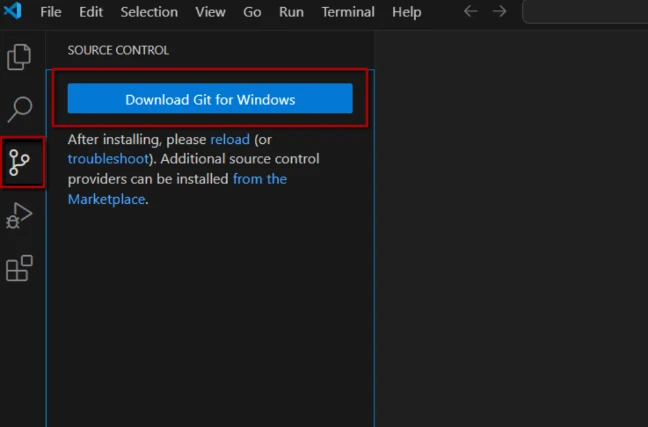 File Edit Selection View Go Run Terminal Help
SOURCE CONTROL
Download Git for Windows
After installing, please reload (or
troubleshoot). Additional source control
providers can be installed from the
Marketplace.